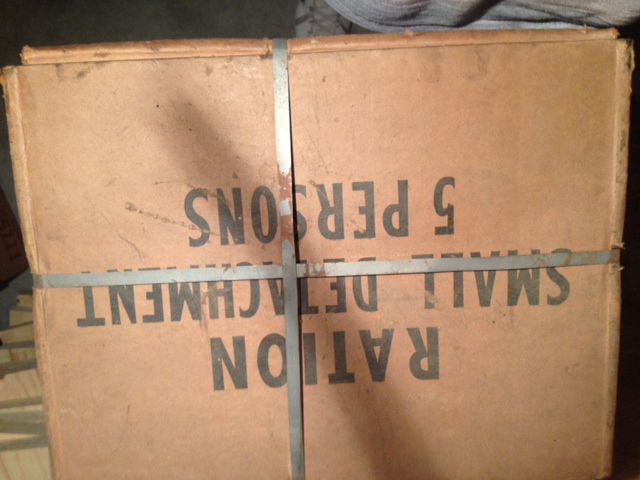 RATION
SMALL DETACHMENT
5 PERSONS